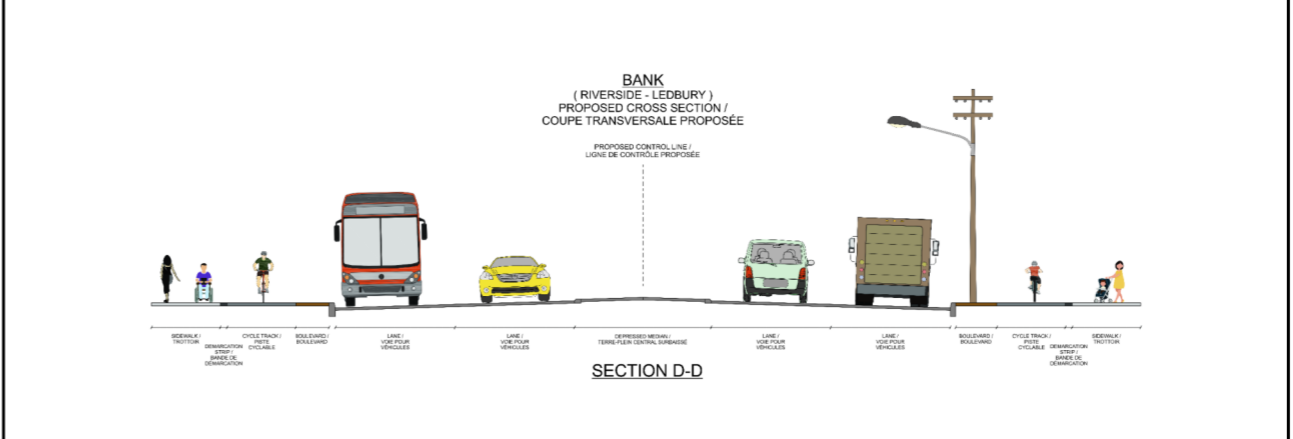 BANK
( RIVERSIDE - LEDBURY )
PROPOSED CROSS SECTION /
COUPE TRANSVERSALE PROPOSÉE
PROPOSED CONTROL LINE /
LIGNE DE CONTRÔLE PROPOSÉE
SIDEWALK /
TROTTOIR
DEMARCATION
STRIP /
BANDE DE
DÉMARCATION
CYCLE TRACK /
PISTE
CYCLABLE
BOULEVARD /
BOULEVARD
LANE /
VOIE POUR
VÉHICULES
LANE /
VOIE POUR
VÉHICULES
DEPRESSED MEDIAN /
TERRE-PLEIN CENTRAL SURBAISSÉ
LANE /
VOIE POUR
VÉHICULES
LANE /
VOIE POUR
VÉHICULES
BOULEVARD /
BOULEVARD
CYCLE TRACK /
PISTE
CYCLABLE
DEMARCATION
STRIP /
BANDE DE
DÉMARCATION
SIDEWALK /
TROTTOIR
SECTION D-D